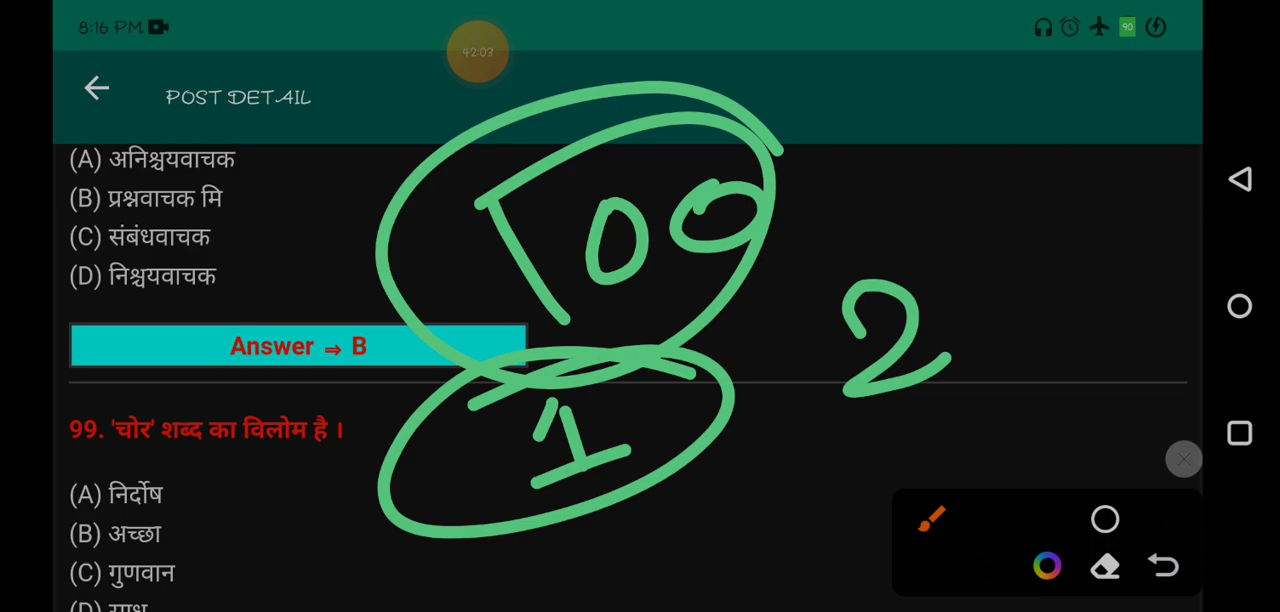 8:16 PM
42:03
90
POST DETAIL
(A) अनिश्चयवाचक
(B) प्रश्नवाचक मि
(C) संबंधवाचक
(D) निश्चयवाचक
100
2
Answer ⇒ B
1
99. 'चोर' शब्द का विलोम है ।
(A) निर्दोष
(B) अच्छा
(C) गुणवान
(D) साधु